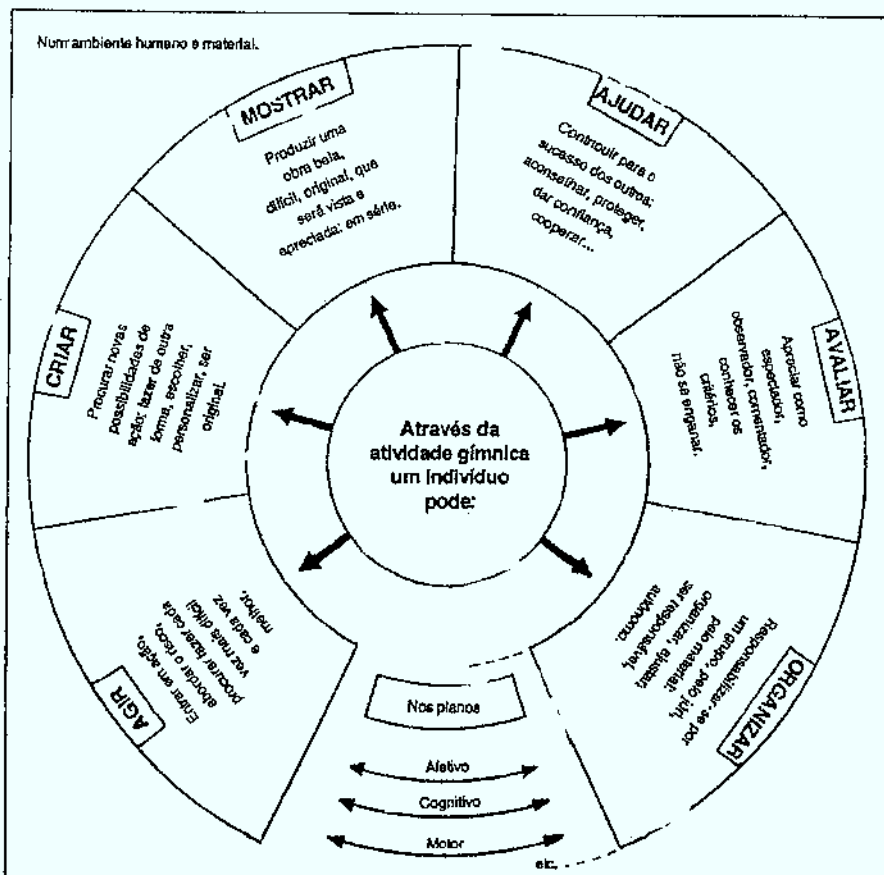 Num ambiente humano e material.
MOSTRAR
Produzir uma
obra bela,
difícil, original, que
será vista e
apreciada: em série.
AJUDAR
Contribuir para o
sucesso dos outros:
aconselhar, proteger,
dar confiança,
cooperar...
CRIAR
Procurar novas
possibilidades de
ação: fazer de outra
forma, escolher,
personalizar, ser
original.
AVALIAR
Apreciar como
espectador,
observador, comentador,
conhecer os
critérios,
não se enganar.
Através da
atividade gímnica
um indivíduo
pode:
AGIR
Entrar em ação,
abordar o risco,
procurar fazer cada
vez mais difícil
e cada vez
melhor.
ORGANIZAR
Responsabilizar-se por
um grupo, pelo júri,
pelo material:
organizar, ajustar,
ser responsável,
autónomo.
Nos planos
Afetivo
Cognitivo
Motor
etc.